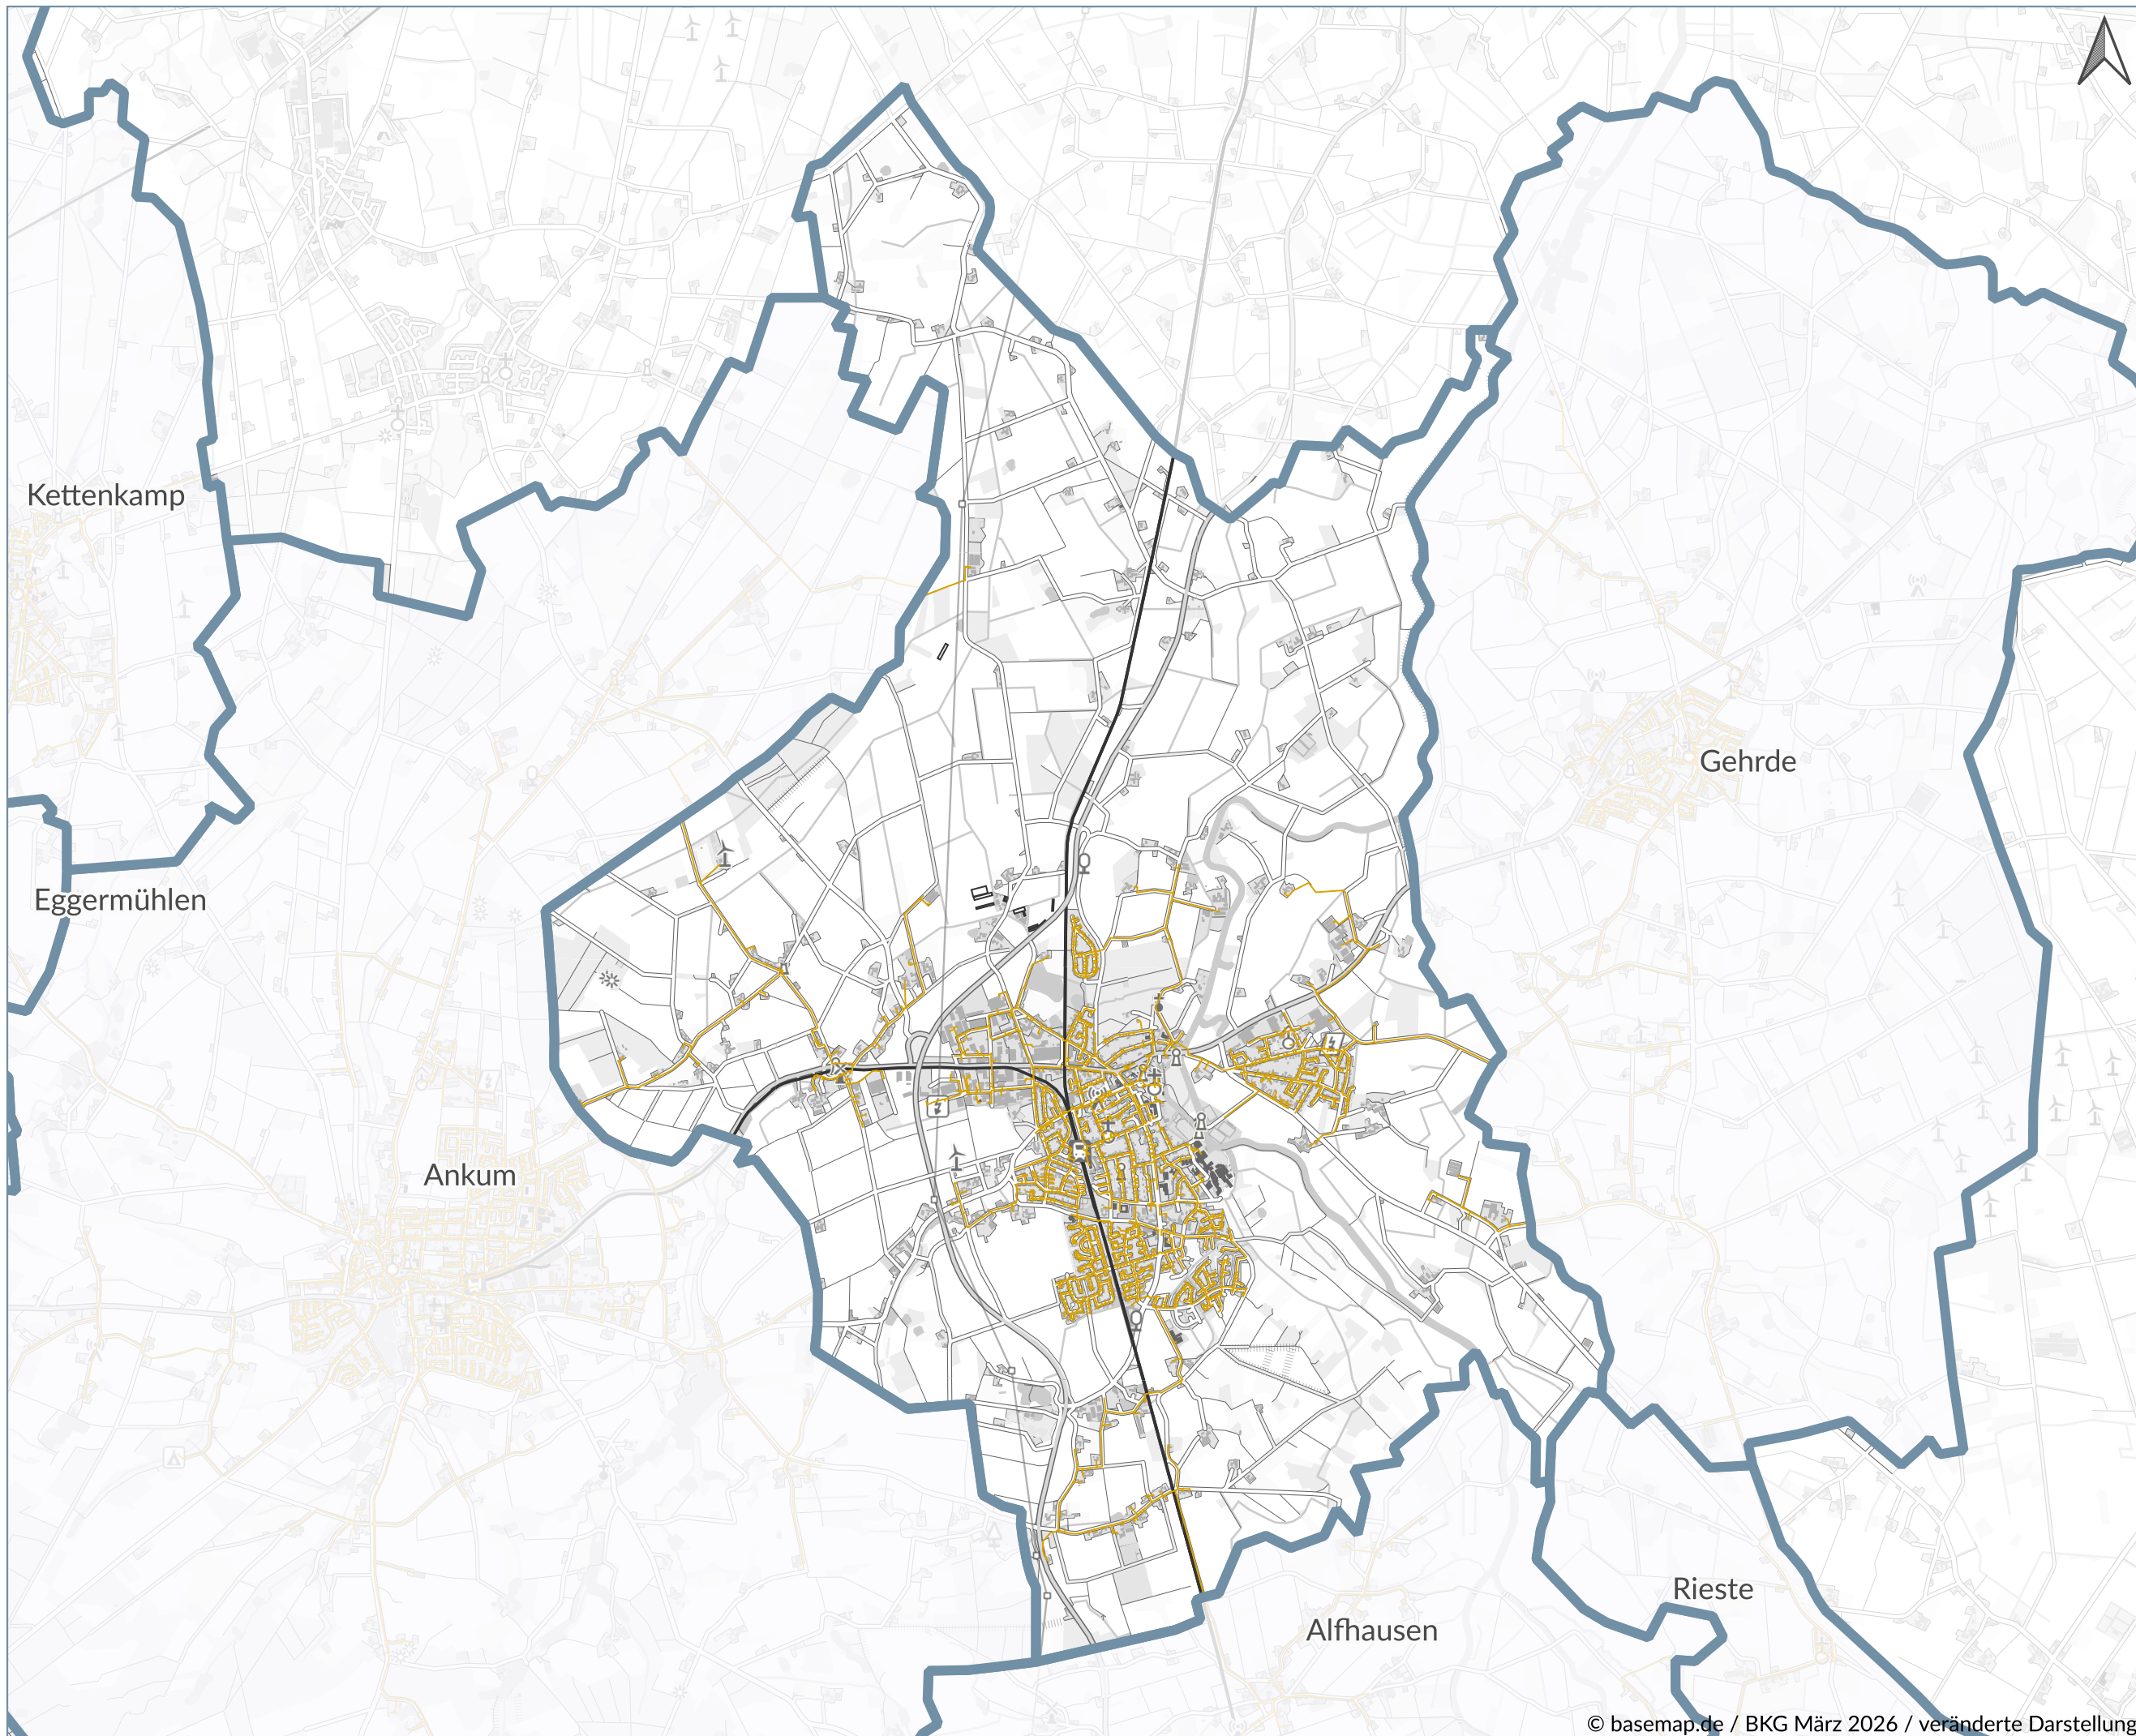 Kettenkamp
Gehrde
Eggermühlen
Ankum
Rieste
Alfhausen
© basemap.de / BKG März 2026 / veränderte Darstellung